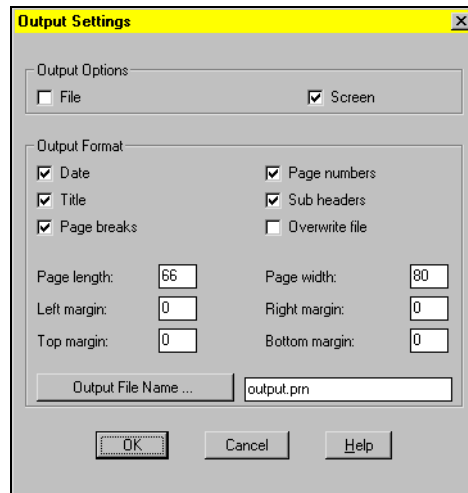 Output Settings
Output Options
File
Screen
Output Format
Date
Page numbers
Title
Sub headers
Page breaks
Overwrite file
Page length: 66
Page width: 80
Left margin: 0
Right margin: 0
Top margin: 0
Bottom margin: 0
Output File Name ... output.prn
OK Cancel Help